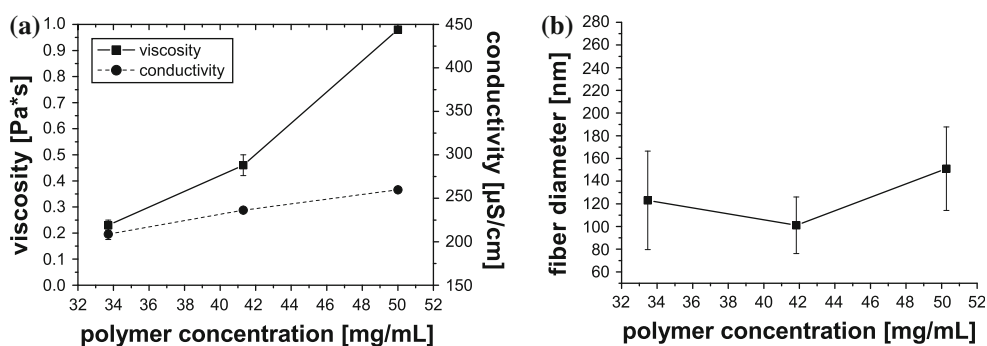 (a)
viscosity [Pa*s]
1.0
0.9
0.8
0.7
0.6
0.5
0.4
0.3
0.2
0.1
0.0
viscosity
conductivity
450
400
350
300
250
200
150
conductivity [µS/cm]
32 34 36 38 40 42 44 46 48 50 52
polymer concentration [mg/mL]
(b)
fiber diameter [nm]
280
260
240
220
200
180
160
140
120
100
80
60
32 34 36 38 40 42 44 46 48 50 52
polymer concentration [mg/mL]